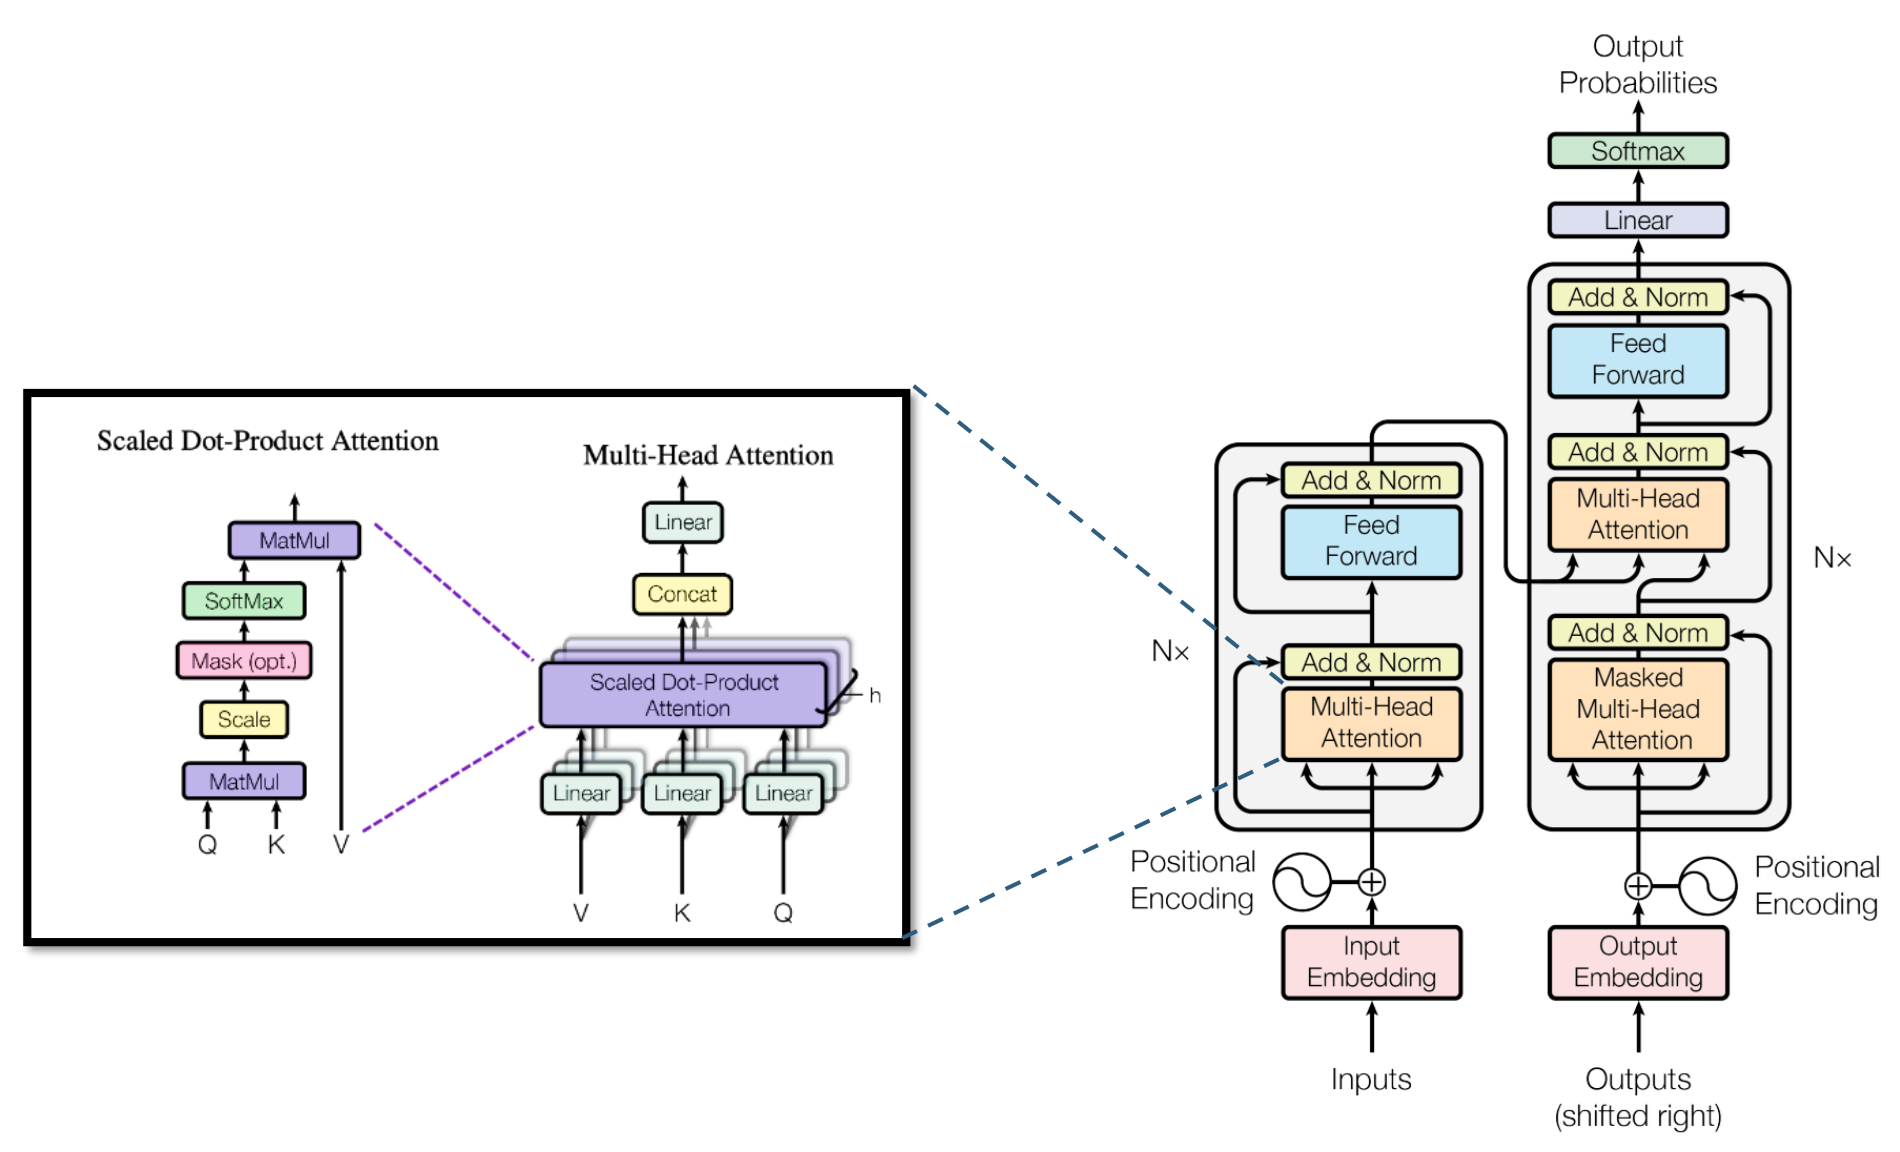 Scaled Dot-Product Attention
MatMul
SoftMax
Mask (opt.)
Scale
MatMul
Q K V
Multi-Head Attention
Linear
Concat
Scaled Dot-Product
Attention
h
Linear Linear Linear
V K Q
Output
Probabilities
Softmax
Linear
Add & Norm
Feed
Forward
Add & Norm
Multi-Head
Attention
Nx
Add & Norm
Masked
Multi-Head
Attention
Positional
Encoding
Output
Embedding
Outputs
(shifted right)
Add & Norm
Feed
Forward
Nx
Add & Norm
Multi-Head
Attention
Positional
Encoding
Input
Embedding
Inputs